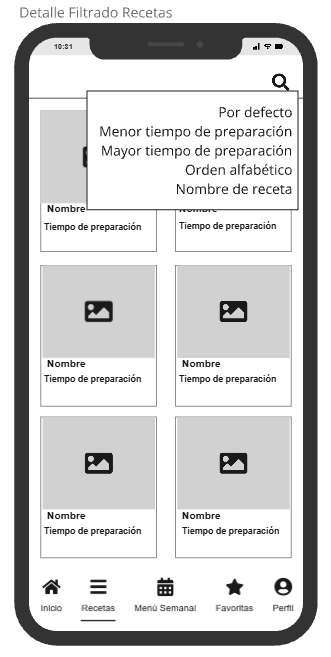 Detalle Filtrado Recetas
10:31
Por defecto
Menor tiempo de preparación
Mayor tiempo de preparación
Orden alfabético
Nombre de receta
Nombre
Nombre
Tiempo de preparación
Tiempo de preparación
Nombre
Nombre
Tiempo de preparación
Tiempo de preparación
Nombre
Nombre
Tiempo de preparación
Tiempo de preparación
Inicio
Recetas
Menú Semanal
Favoritas
Perfil